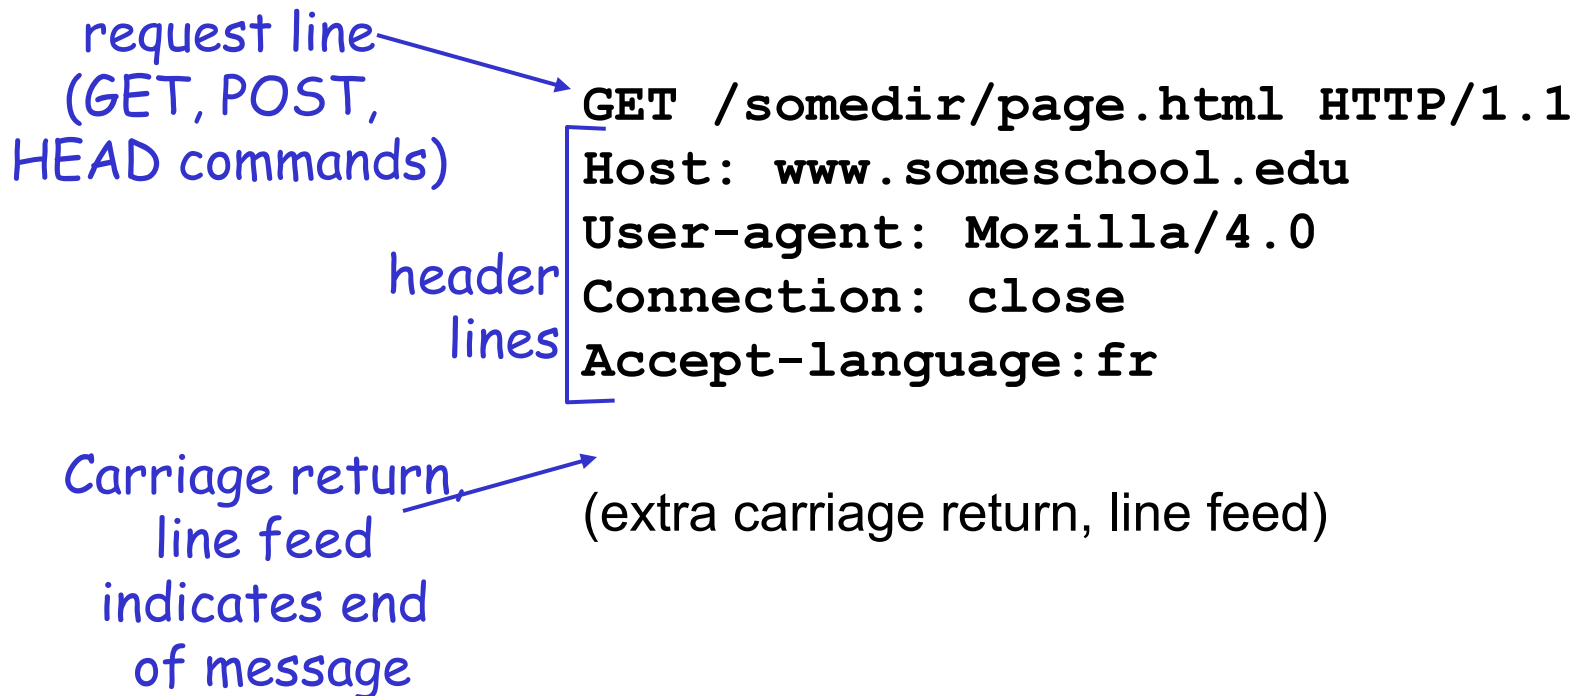 request line
(GET, POST,
HEAD commands)
GET /somedir/page.html HTTP/1.1
Host: www.someschool.edu
User-agent: Mozilla/4.0
Connection: close
Accept-language:fr
header
lines
Carriage return,
line feed
indicates end
of message
(extra carriage return, line feed)